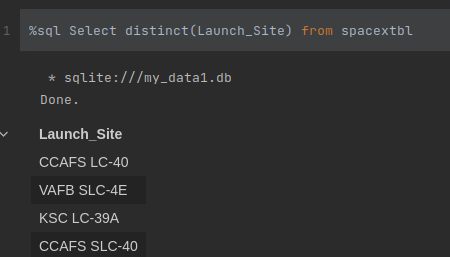 1 %sql Select distinct(Launch_Site) from spacextbl
* sqlite:///my_data1.db
Done.
Launch_Site
CCAFS LC-40
VAFB SLC-4E
KSC LC-39A
CCAFS SLC-40